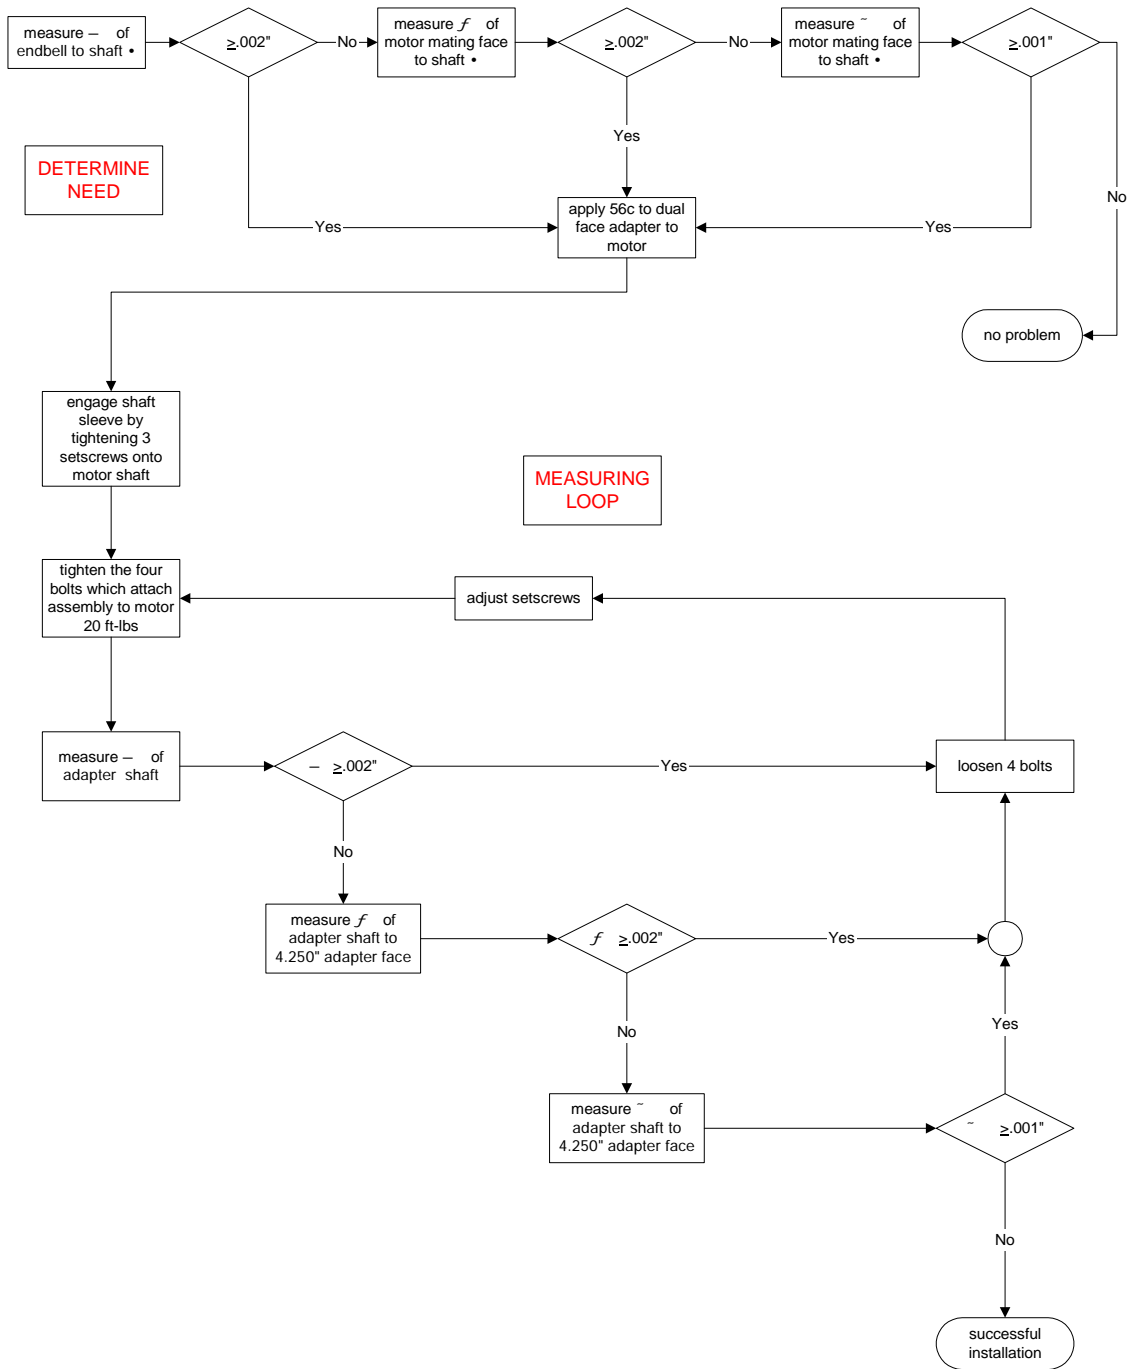 measure – of
endbell to shaft •
≥.002"
No
measure ƒ of
motor mating face
to shaft •
≥.002"
No
measure ˜ of
motor mating face
to shaft •
≥.001"
Yes
No
DETERMINE
NEED
apply 56c to dual
face adapter to
motor
Yes
Yes
no problem
engage shaft
sleeve by
tightening 3
setscrews onto
motor shaft
MEASURING
LOOP
tighten the four
bolts which attach
assembly to motor
20 ft-lbs
adjust setscrews
measure – of
adapter shaft
– ≥.002"
Yes
loosen 4 bolts
No
measure ƒ of
adapter shaft to
4.250" adapter face
ƒ ≥.002"
Yes
No
Yes
measure ˜ of
adapter shaft to
4.250" adapter face
˜ ≥.001"
No
successful
installation